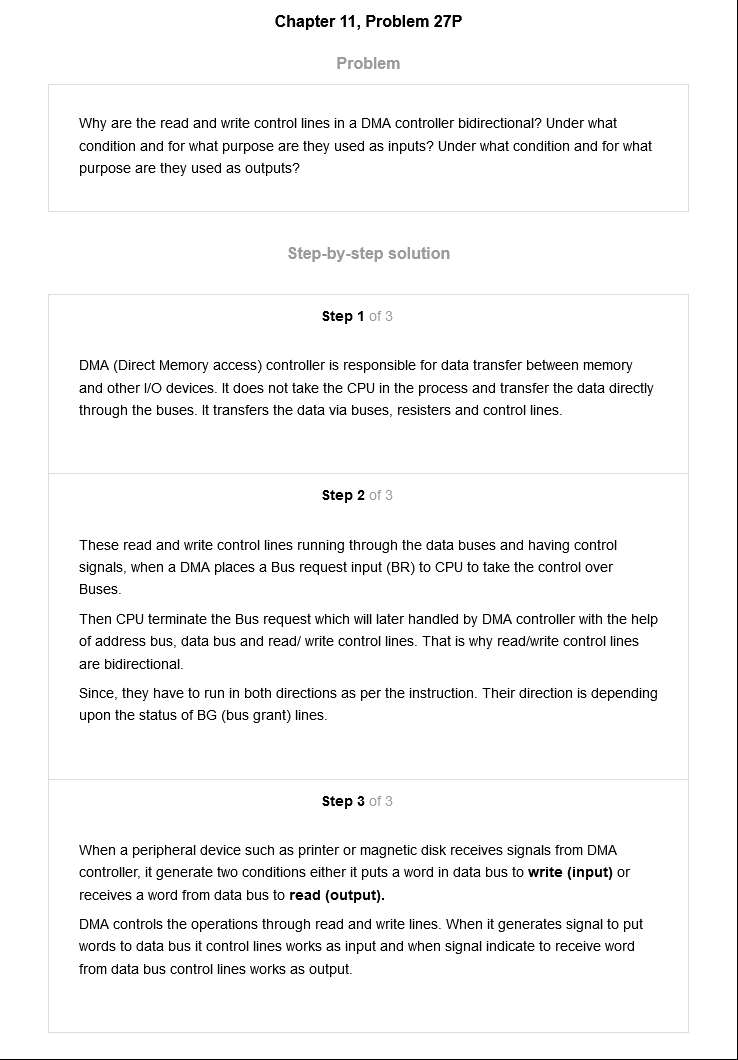 Chapter 11, Problem 27P
Problem
Why are the read and write control lines in a DMA controller bidirectional? Under what
condition and for what purpose are they used as inputs? Under what condition and for what
purpose are they used as outputs?
Step-by-step solution
Step 1 of 3
DMA (Direct Memory access) controller is responsible for data transfer between memory
and other I/O devices. It does not take the CPU in the process and transfer the data directly
through the buses. It transfers the data via buses, resisters and control lines.
Step 2 of 3
These read and write control lines running through the data buses and having control
signals, when a DMA places a Bus request input (BR) to CPU to take the control over
Buses.
Then CPU terminate the Bus request which will later handled by DMA controller with the help
of address bus, data bus and read/ write control lines. That is why read/write control lines
are bidirectional.
Since, they have to run in both directions as per the instruction. Their direction is depending
upon the status of BG (bus grant) lines.
Step 3 of 3
When a peripheral device such as printer or magnetic disk receives signals from DMA
controller, it generate two conditions either it puts a word in data bus to write (input) or
receives a word from data bus to read (output).
DMA controls the operations through read and write lines. When it generates signal to put
words to data bus it control lines works as input and when signal indicate to receive word
from data bus control lines works as output.